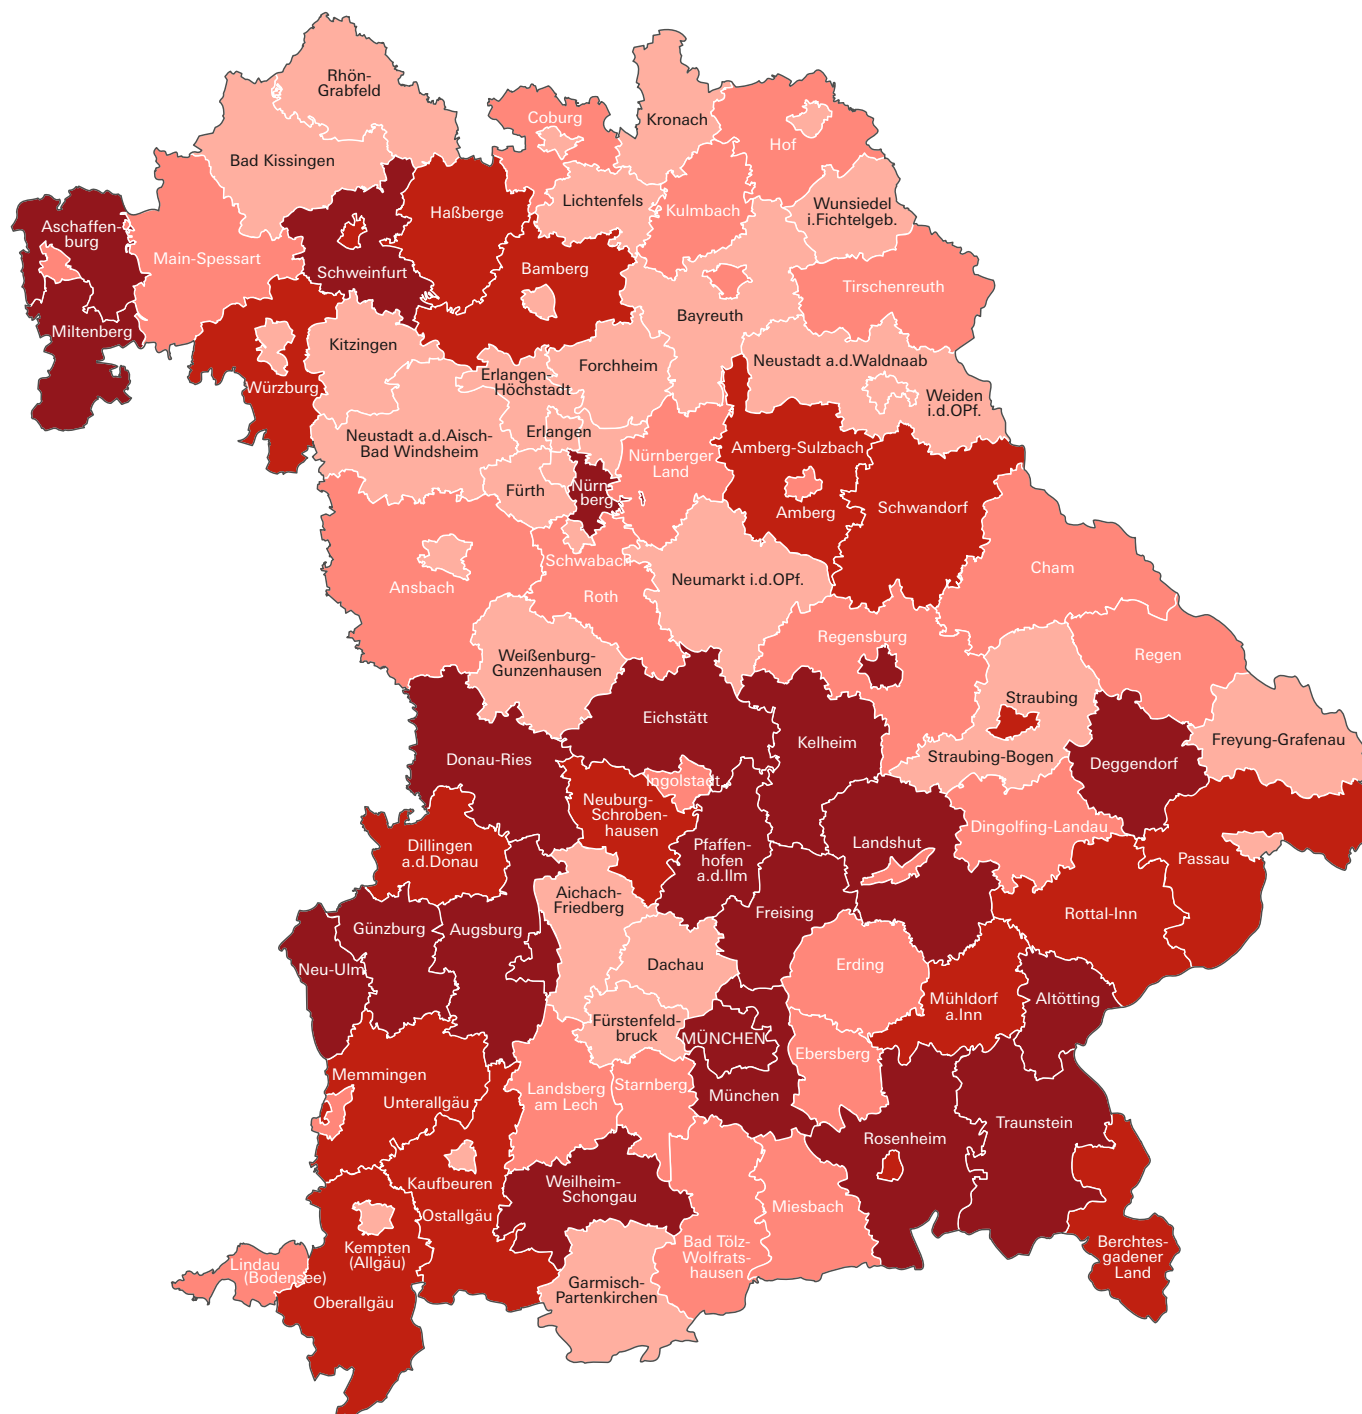 Rhön-
Grabfeld
Coburg
Kronach
Hof
Bad Kissingen
Lichtenfels
Kulmbach
Wunsiedel
i.Fichtelgeb.
Haßberge
Aschaffen-
burg
Main-Spessart
Schweinfurt
Bamberg
Tirschenreuth
Bayreuth
Miltenberg
Kitzingen
Neustadt a.d.Waldnaab
Forchheim
Erlangen-
Höchstadt
Würzburg
Weiden
i.d.OPf.
Erlangen
Neustadt a.d.Aisch-
Bad Windsheim
Nürnberger
Land
Amberg-Sulzbach
Fürth
Nürn-
berg
Amberg
Schwandorf
Schwabach
Cham
Neumarkt i.d.OPf.
Ansbach
Roth
Regensburg
Weißenburg-
Gunzenhausen
Regen
Straubing
Eichstätt
Kelheim
Freyung-Grafenau
Donau-Ries
Straubing-Bogen
Deggendorf
Ingolstadt
Neuburg-
Schroben-
hausen
Dingolfing-Landau
Dillingen
a.d.Donau
Pfaffen-
hofen
a.d.Ilm
Landshut
Passau
Aichach-
Friedberg
Freising
Rottal-Inn
Günzburg
Augsburg
Neu-Ulm
Dachau
Erding
Mühldorf
a.Inn
Altötting
Fürstenfeld-
bruck
MÜNCHEN
Ebersberg
Memmingen
Unterallgäu
Landsberg
am Lech
Starnberg
München
Traunstein
Rosenheim
Kaufbeuren
Weilheim-
Schongau
Ostallgäu
Miesbach
Kempten
(Allgäu)
Bad Tölz-
Wolfrats-
hausen
Berchtes-
gadener
Land
Lindau
(Bodensee)
Oberallgäu
Garmisch-
Partenkirchen